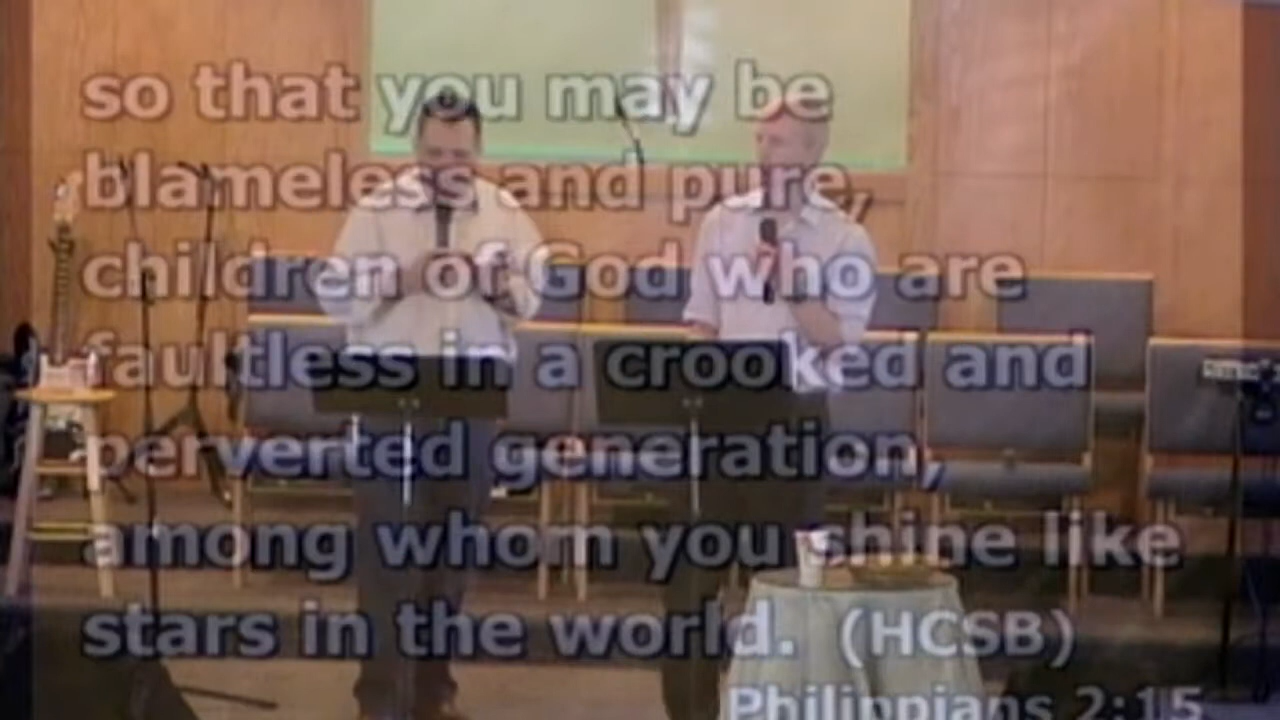 so that you may be
blameless and pure,
children of God who are
faultless in a crooked and
perverted generation,
among whom you shine like
stars in the world. (HCSB)
Philippians 2:15